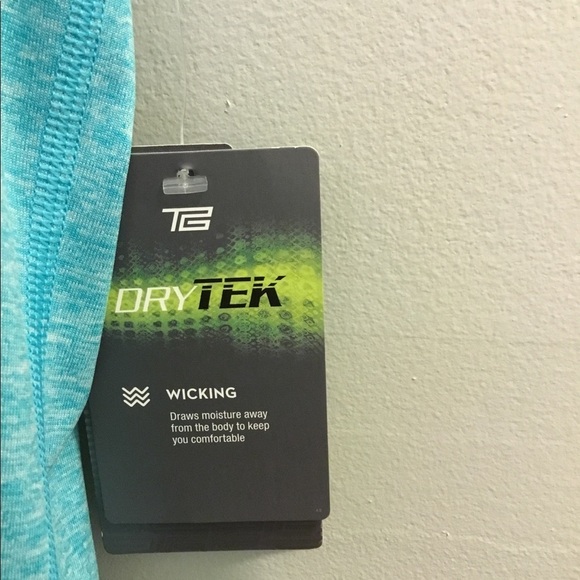 TG
DRYTEK
WICKING
Draws moisture away
from the body to keep
you comfortable